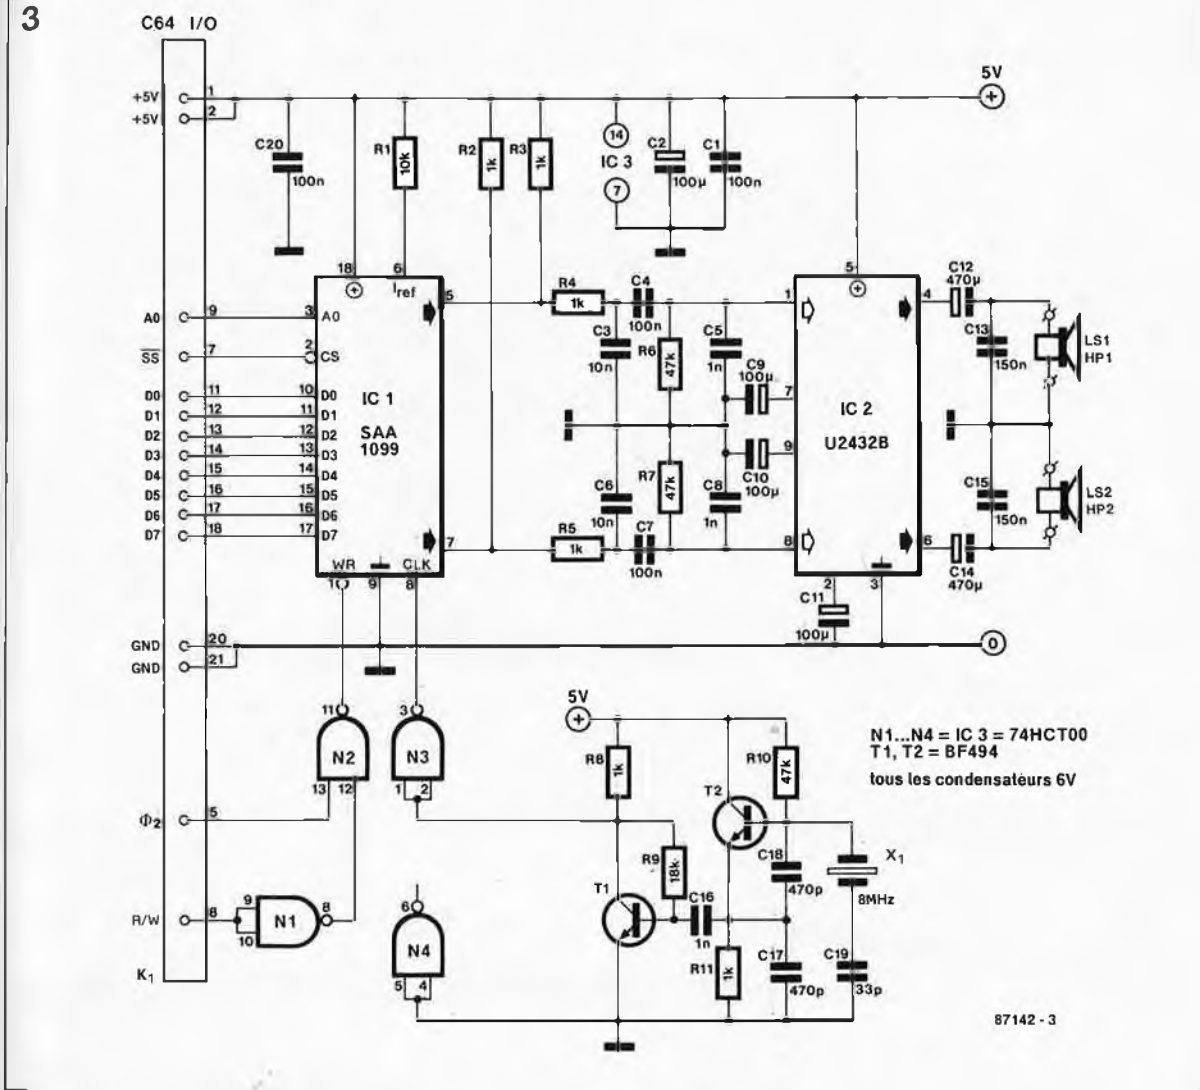 3
C64 I/O
5V
+5V 1
+5V 2
C20
100n
R1
10k
R2
1k
R3
1k
14
IC 3
7
C2
100µ
C1
100n
18
6
Iref
5
R4
1k
C4
100n
1
5
4
C12
470µ
A0 9 3 A0
SS 7 2 CS
D0 11 10 D0
D1 12 11 D1
D2 13 12 D2
D3 14 13 D3
D4 15 14 D4
D5 16 15 D5
D6 17 16 D6
D7 18 17 D7
IC 1
SAA
1099
C3
10n
R6
47k
C5
1n
C9
100µ
7
IC 2
U2432B
C13
150n
LS1
HP1
9
C10
100µ
C6
10n
R7
47k
C8
1n
C15
150n
LS2
HP2
7
R5
1k
C7
100n
8
6
C14
470µ
WR
CLK
1
9
8
2
3
C11
100µ
GND 20
GND 21
0
11
N2
13 12
3
N3
1 2
5V
R8
1k
R10
47k
T2
N1...N4 = IC 3 = 74HCT00
T1, T2 = BF494
tous les condensateurs 6V
Φ2 5
R9
18k
C18
470p
X1
8MHz
R/W 8
9
10
N1
8
6
N4
5 4
T1
C16
1n
R11
1k
C17
470p
C19
33p
K1
87142 - 3